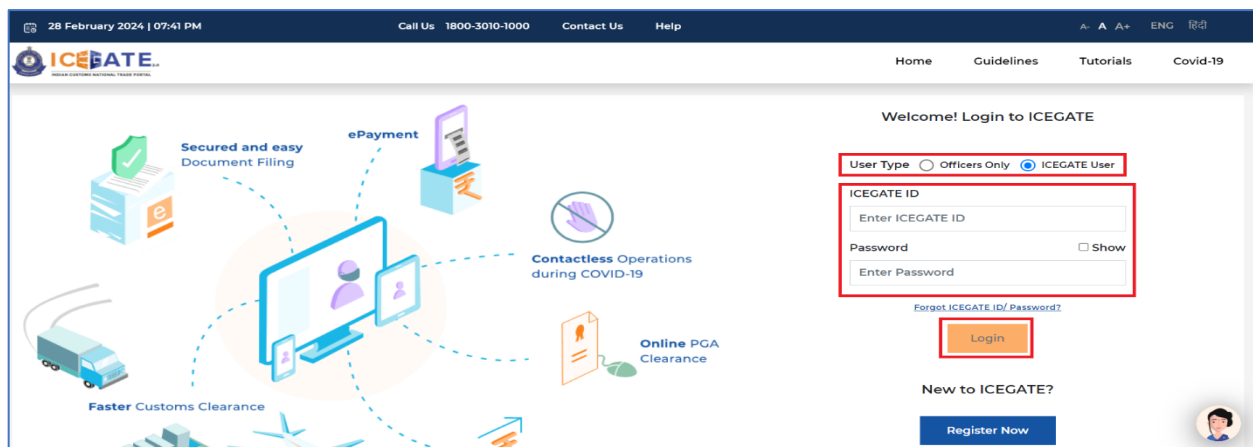 28 February 2024 | 07:41 PM Call Us 1800-3010-1000 Contact Us Help A- A A+ ENG हिंदी
ICEGATE
INDIAN CUSTOMS NATIONAL TRADE PORTAL
Home Guidelines Tutorials Covid-19
Secured and easy
Document Filing
ePayment
e
₹
Contactless Operations
during COVID-19
Online PGA
Clearance
Faster Customs Clearance
₹
Welcome! Login to ICEGATE
User Type Officers Only ICEGATE User
ICEGATE ID
Enter ICEGATE ID
Password Show
Enter Password
Forgot ICEGATE ID/ Password?
Login
New to ICEGATE?
Register Now